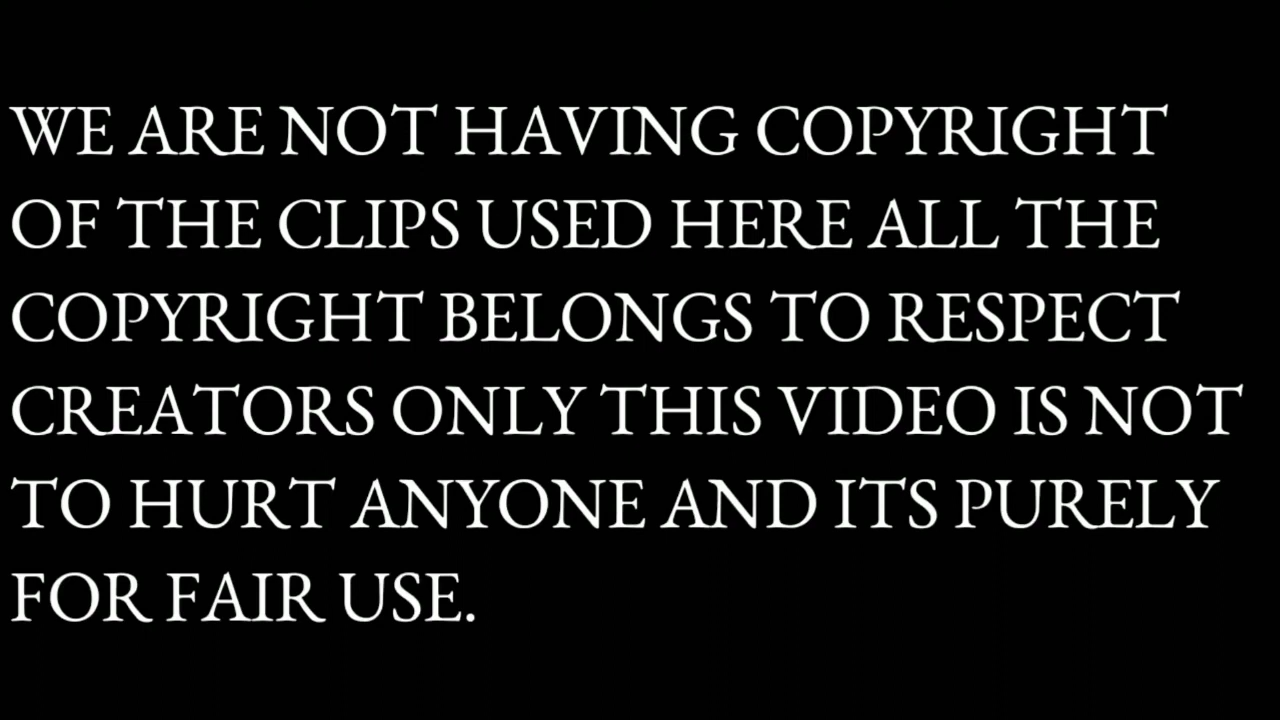 WE ARE NOT HAVING COPYRIGHT
OF THE CLIPS USED HERE ALL THE
COPYRIGHT BELONGS TO RESPECT
CREATORS ONLY THIS VIDEO IS NOT
TO HURT ANYONE AND ITS PURELY
FOR FAIR USE.